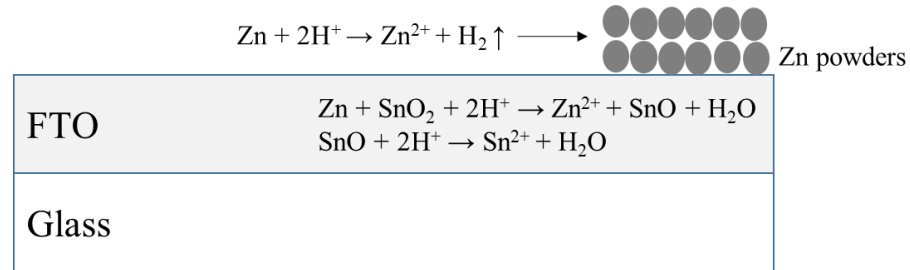 Zn + 2H⁺ → Zn²⁺ + H₂ ↑
Zn powders
FTO
Zn + SnO₂ + 2H⁺ → Zn²⁺ + SnO + H₂O
SnO + 2H⁺ → Sn²⁺ + H₂O
Glass